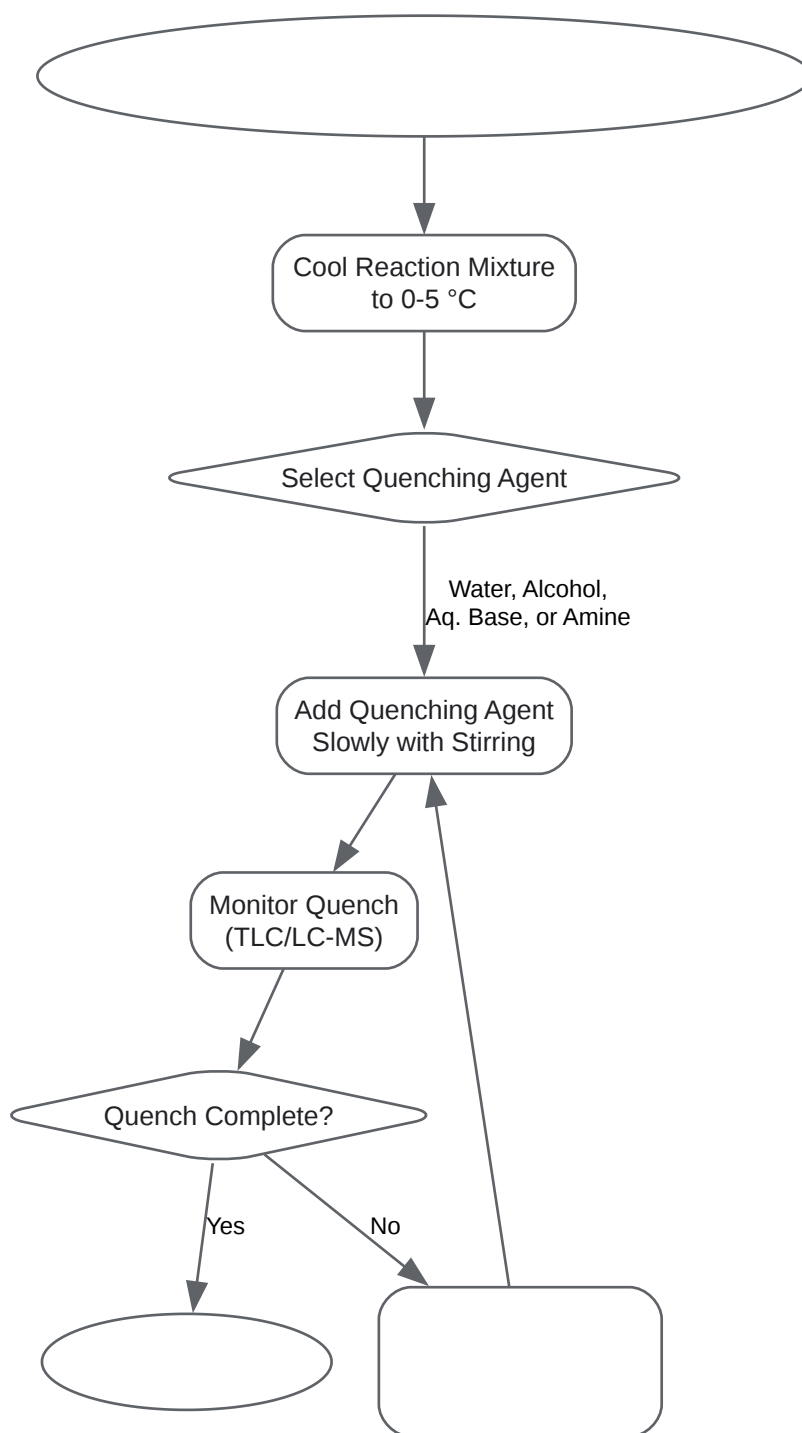 Cool Reaction Mixture
to 0-5 °C
Select Quenching Agent
Water, Alcohol,
Aq. Base, or Amine
Add Quenching Agent
Slowly with Stirring
Monitor Quench
(TLC/LC-MS)
Quench Complete?
Yes
No